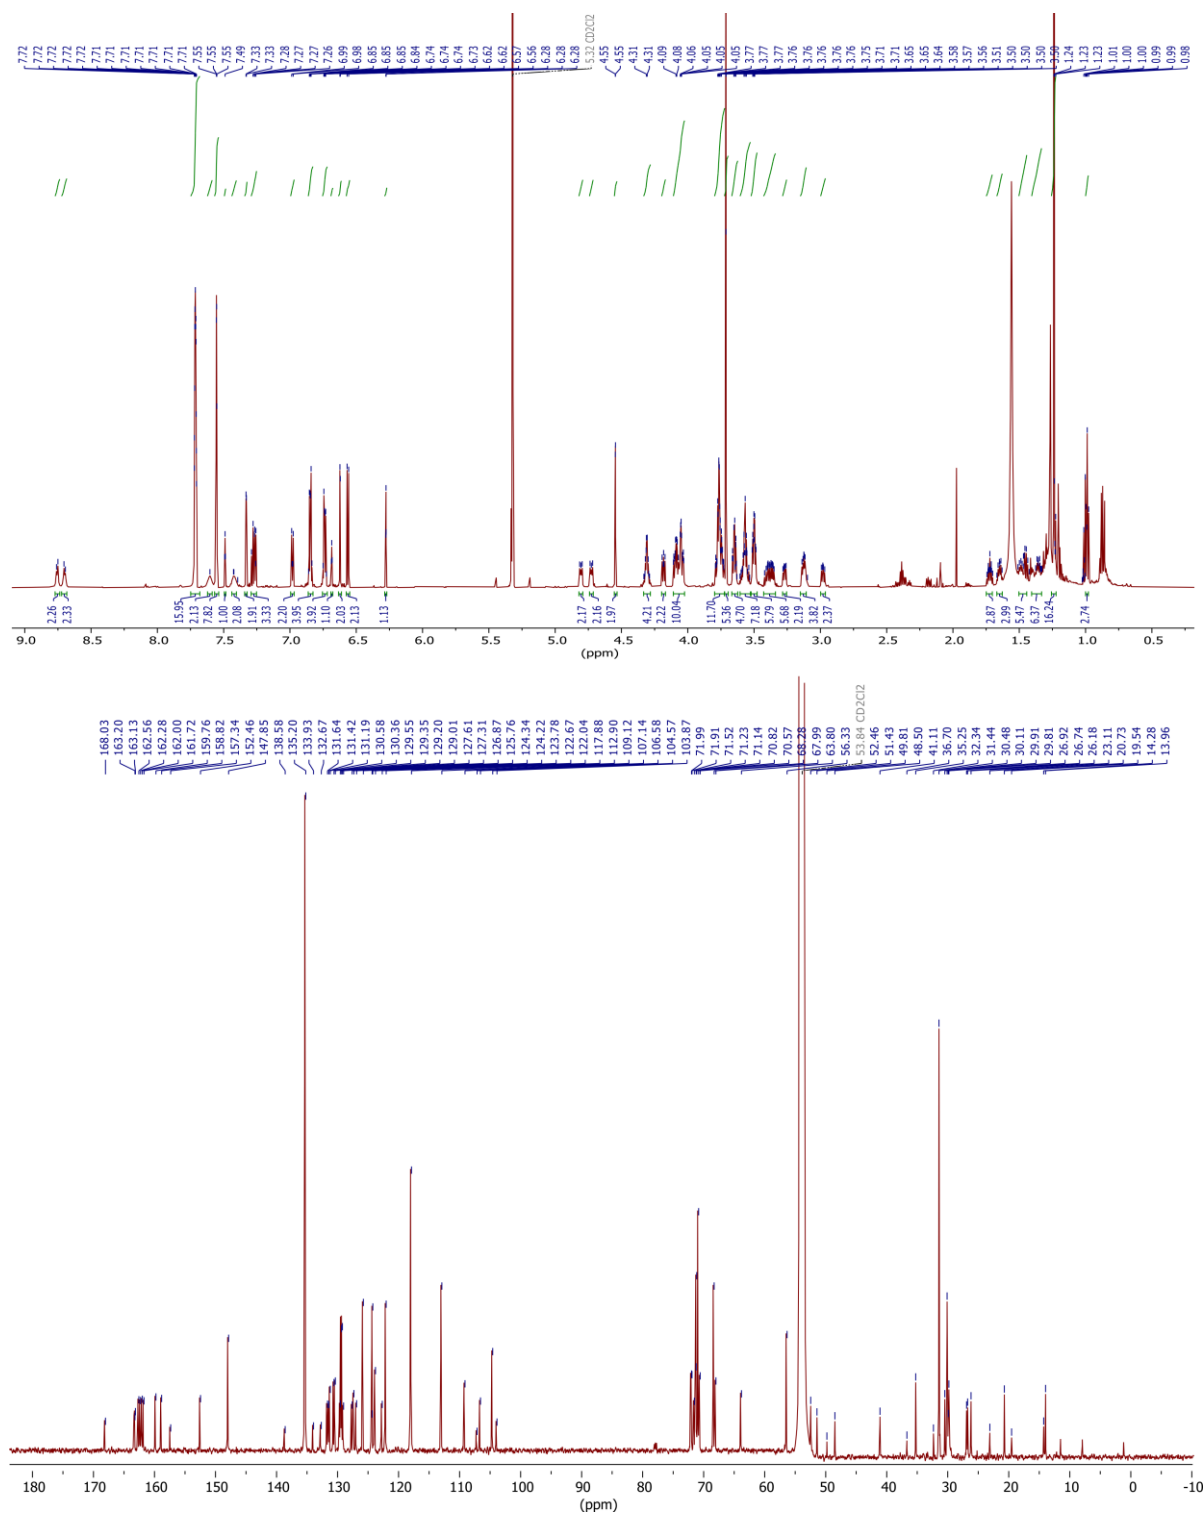 7.72 7.72 7.72 7.72 7.72 7.71 7.71 7.71 7.71 7.71 7.71 7.71 7.55 7.55 7.55 7.49 7.33 7.33 7.28 7.27 7.27 7.26 6.99 6.98 6.85 6.85 6.85 6.84 6.74 6.74 6.74 6.73 6.62 6.62 6.57 6.56 6.28 6.28 6.28 5.32 CD2Cl2 4.55 4.55 4.31 4.31 4.09 4.08 4.06 4.05 4.05 4.05 3.77 3.77 3.77 3.76 3.76 3.76 3.76 3.76 3.75 3.71 3.71 3.65 3.65 3.64 3.58 3.57 3.56 3.51 3.50 3.50 3.50 3.50 1.24 1.23 1.23 1.01 1.00 1.00 0.99 0.99 0.98
2.26 2.33 15.95 2.13 7.82 1.00 2.08 1.91 3.33 2.20 3.95 3.92 1.10 2.03 2.13 1.13 2.17 2.16 1.97 4.21 2.22 10.04 11.70 5.36 4.70 7.18 5.79 5.68 2.19 3.82 2.37 2.87 2.99 5.47 6.37 16.24 2.74
9.0 8.5 8.0 7.5 7.0 6.5 6.0 5.5 5.0 4.5 4.0 3.5 3.0 2.5 2.0 1.5 1.0 0.5
(ppm)
168.03 163.20 163.13 162.56 162.28 162.00 161.72 159.76 158.82 157.34 152.46 147.85 138.58 135.20 133.93 132.67 131.64 131.42 131.19 130.58 130.36 129.55 129.35 129.20 129.01 127.61 127.31 126.87 125.76 124.34 124.22 123.78 122.67 122.04 117.88 112.90 109.12 107.14 106.58 104.57 103.87 71.99 71.91 71.52 71.23 71.14 70.82 70.57 68.28 67.99 63.80 56.33 53.84 CD2Cl2 52.46 51.43 49.81 48.50 41.11 36.70 35.25 32.34 31.44 30.48 30.11 29.91 29.81 26.92 26.74 26.18 23.11 20.73 19.54 14.28 13.96
180 170 160 150 140 130 120 110 100 90 80 70 60 50 40 30 20 10 0 -10
(ppm)